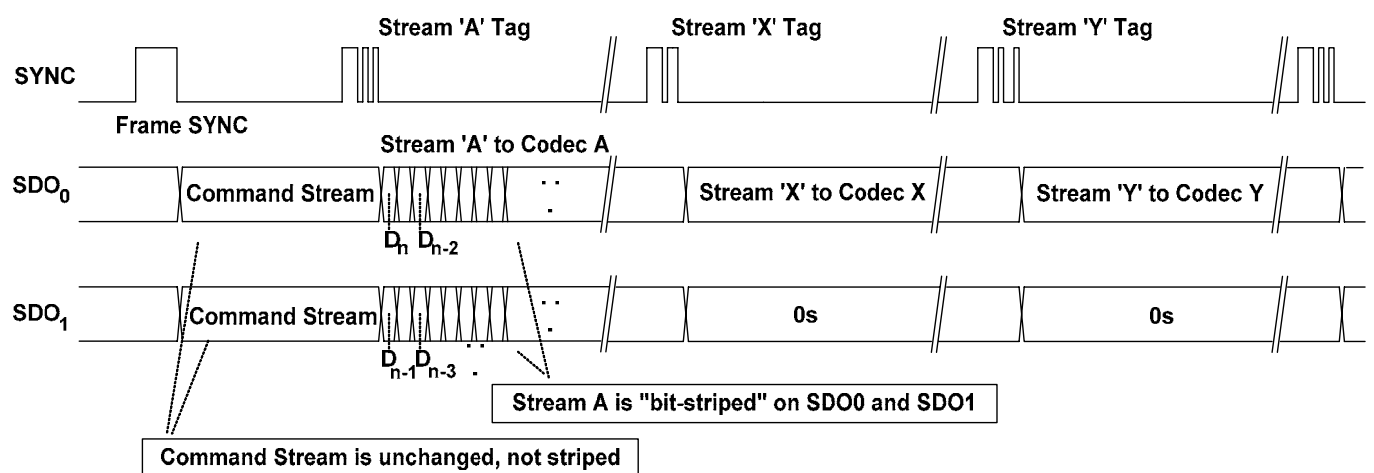 Stream 'A' Tag
Stream 'X' Tag
Stream 'Y' Tag
SYNC
Frame SYNC
Stream 'A' to Codec A
SDO0
Command Stream
. .
.
Stream 'X' to Codec X
Stream 'Y' to Codec Y
Dn
Dn-2
SDO1
Command Stream
. .
.
0s
0s
Dn-1
Dn-3
. .
.
Stream A is "bit-striped" on SDO0 and SDO1
Command Stream is unchanged, not striped